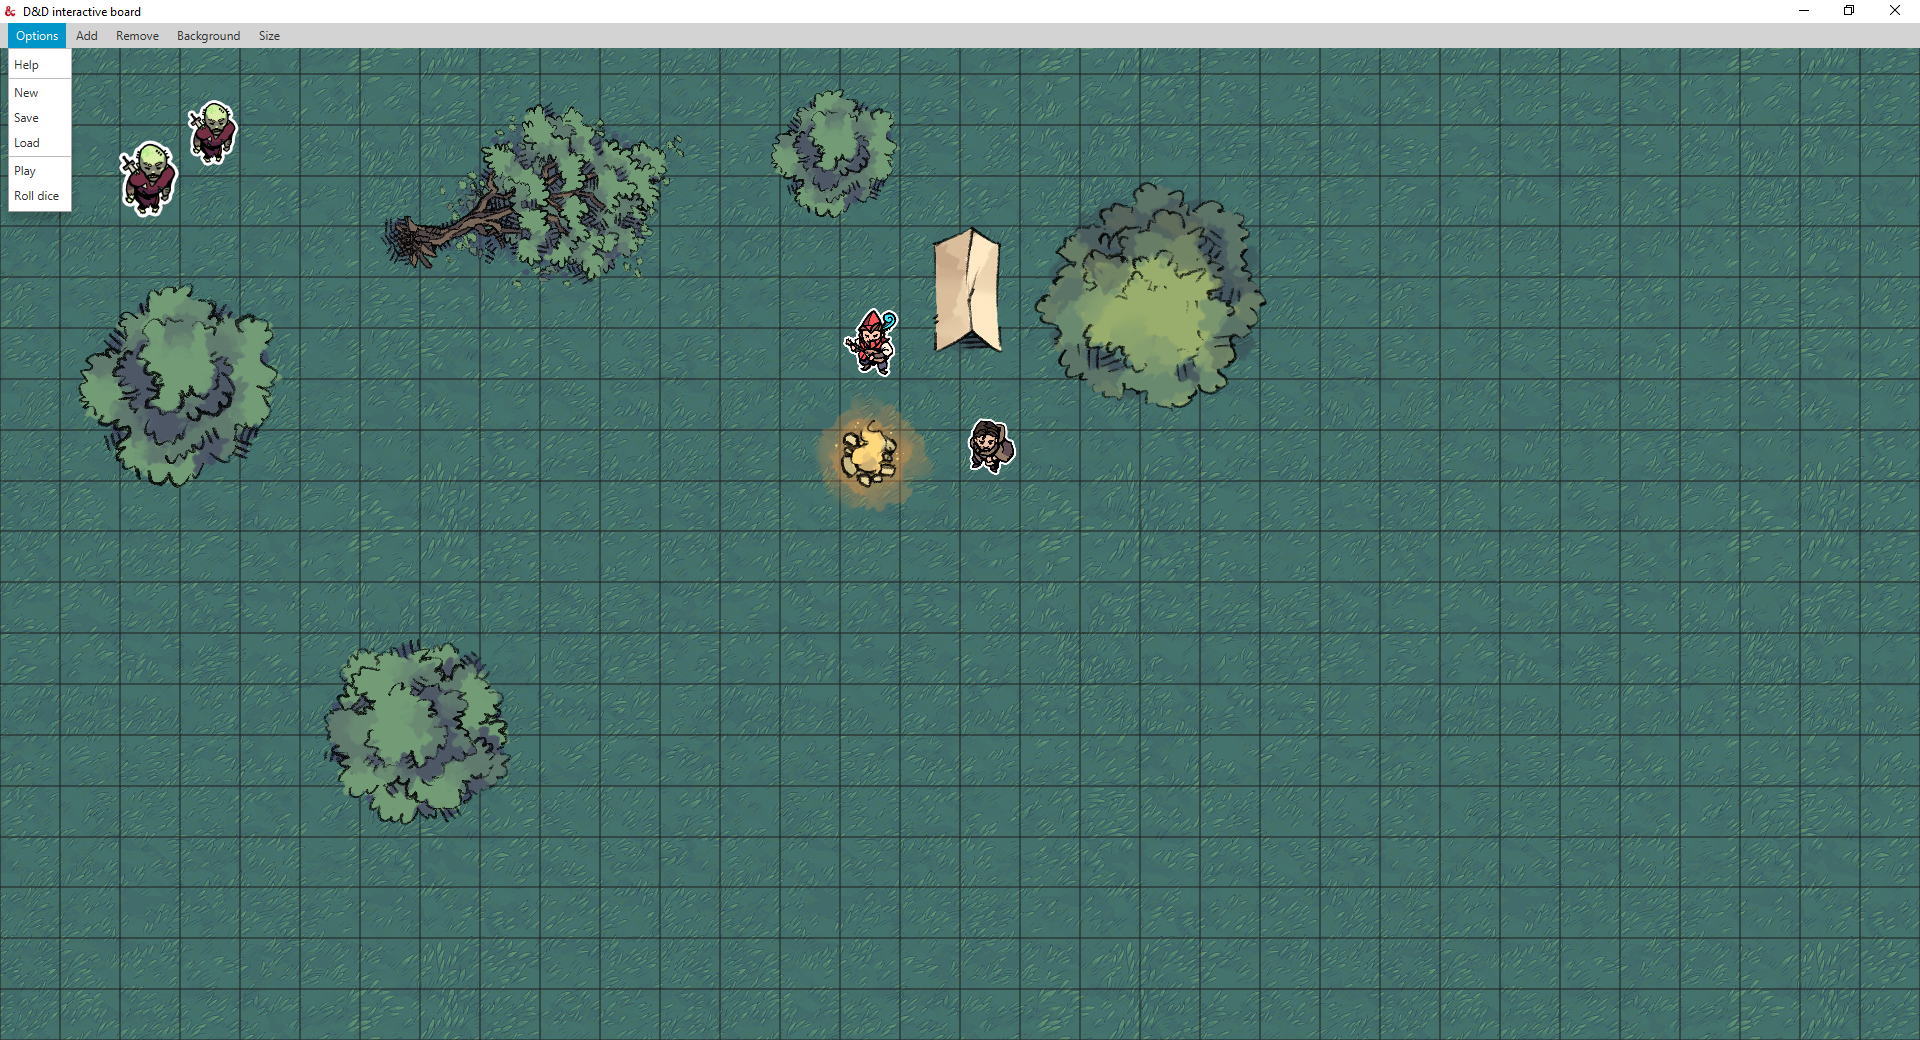 D&D interactive board
Options Add Remove Background Size
Help
New
Save
Load
Play
Roll dice